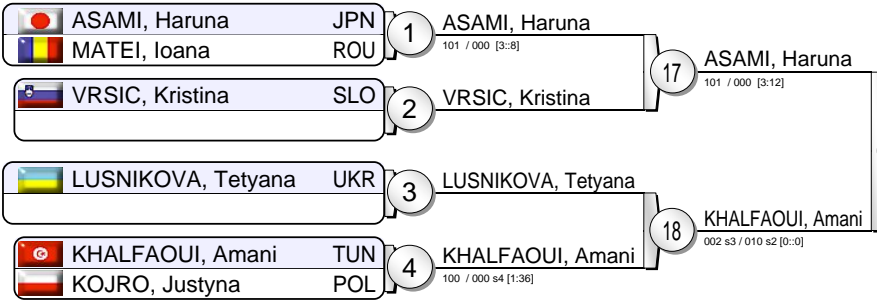 ASAMI, Haruna JPN
MATEI, Ioana ROU
1
ASAMI, Haruna
101 / 000 [3::8]
VRSIC, Kristina SLO
2
VRSIC, Kristina
17
ASAMI, Haruna
101 / 000 [3:12]
LUSNIKOVA, Tetyana UKR
3
LUSNIKOVA, Tetyana
KHALFAOUI, Amani TUN
KOJRO, Justyna POL
4
KHALFAOUI, Amani
100 / 000 s4 [1:36]
18
KHALFAOUI, Amani
002 s3 / 010 s2 [0::0]